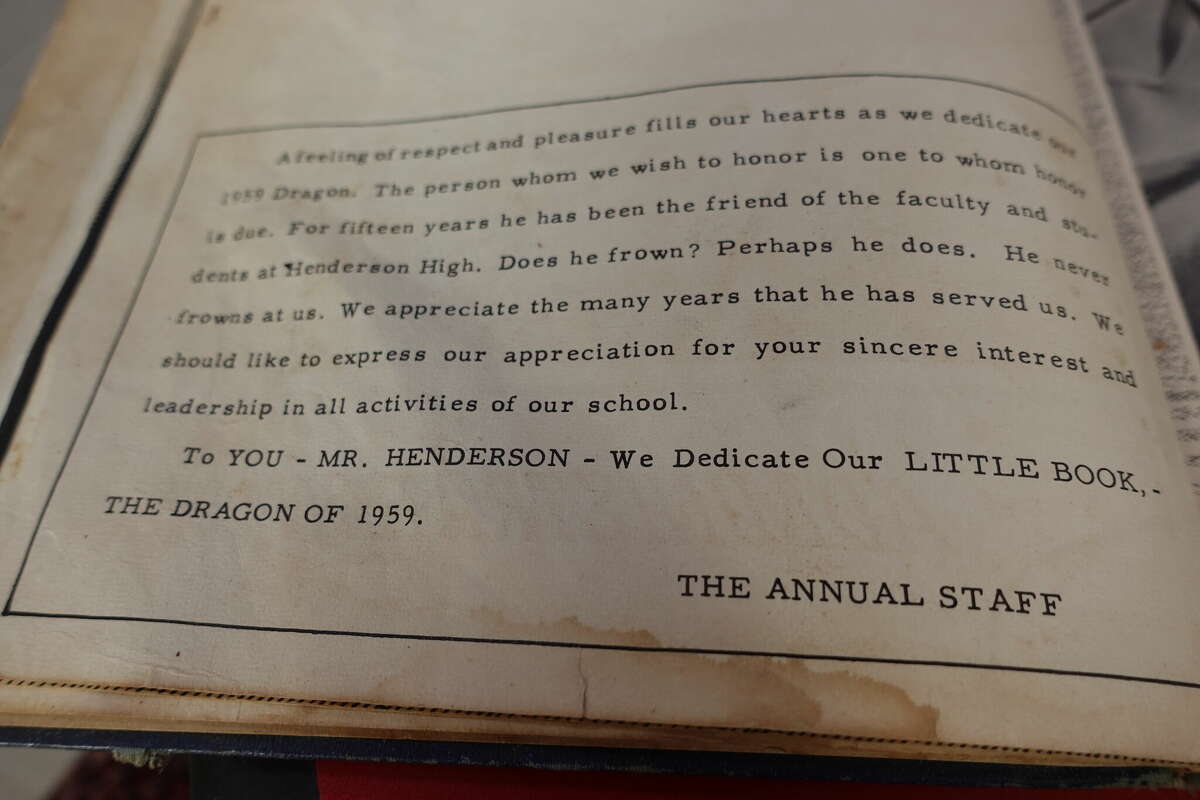 A feeling of respect and pleasure fills our hearts as we dedicate our
1959 Dragon. The person whom we wish to honor is one to whom honor
is due. For fifteen years he has been the friend of the faculty and stu-
dents at Henderson High. Does he frown? Perhaps he does. He never
frowns at us. We appreciate the many years that he has served us. We
should like to express our appreciation for your sincere interest and
leadership in all activities of our school.
To YOU - MR. HENDERSON - We Dedicate Our LITTLE BOOK,-
THE DRAGON OF 1959.
THE ANNUAL STAFF